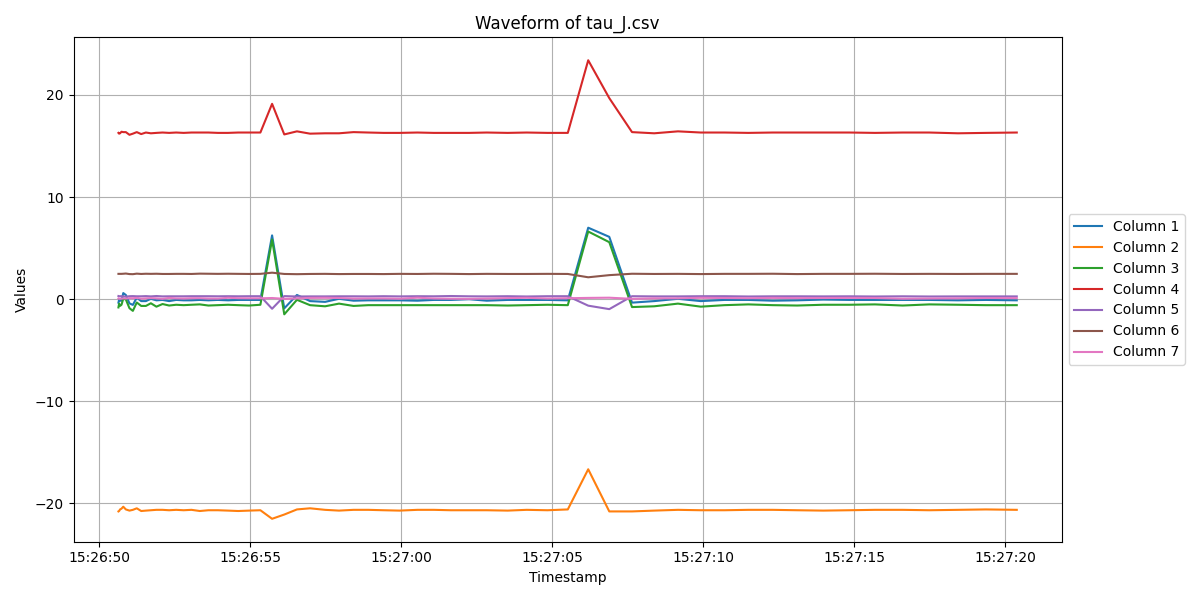 Waveform of tau_J.csv
Values
20
10
0
−10
−20
15:26:50
15:26:55
15:27:00
15:27:05
15:27:10
15:27:15
15:27:20
Timestamp
Column 1
Column 2
Column 3
Column 4
Column 5
Column 6
Column 7